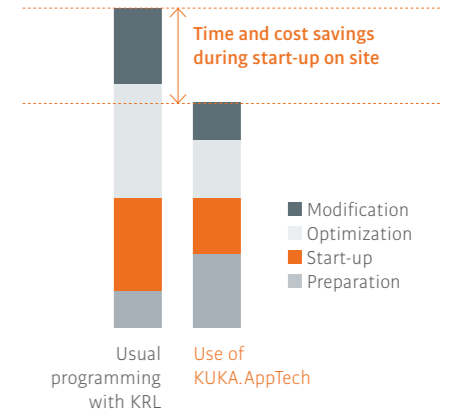 Time and cost savings
during start-up on site
Modification
Optimization
Start-up
Preparation
Usual
programming
with KRL
Use of
KUKA.AppTech